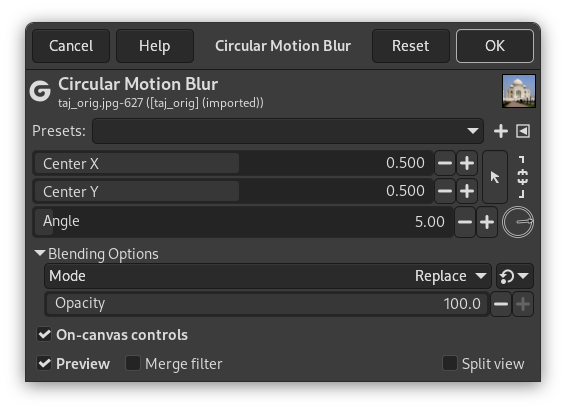 Cancel Help Circular Motion Blur Reset OK
Circular Motion Blur
taj_orig.jpg-627 ([taj_orig] (imported))
Presets:
Center X 0.500
Center Y 0.500
Angle 5.00
Blending Options
Mode Replace
Opacity 100.0
On-canvas controls
Preview Merge filter Split view